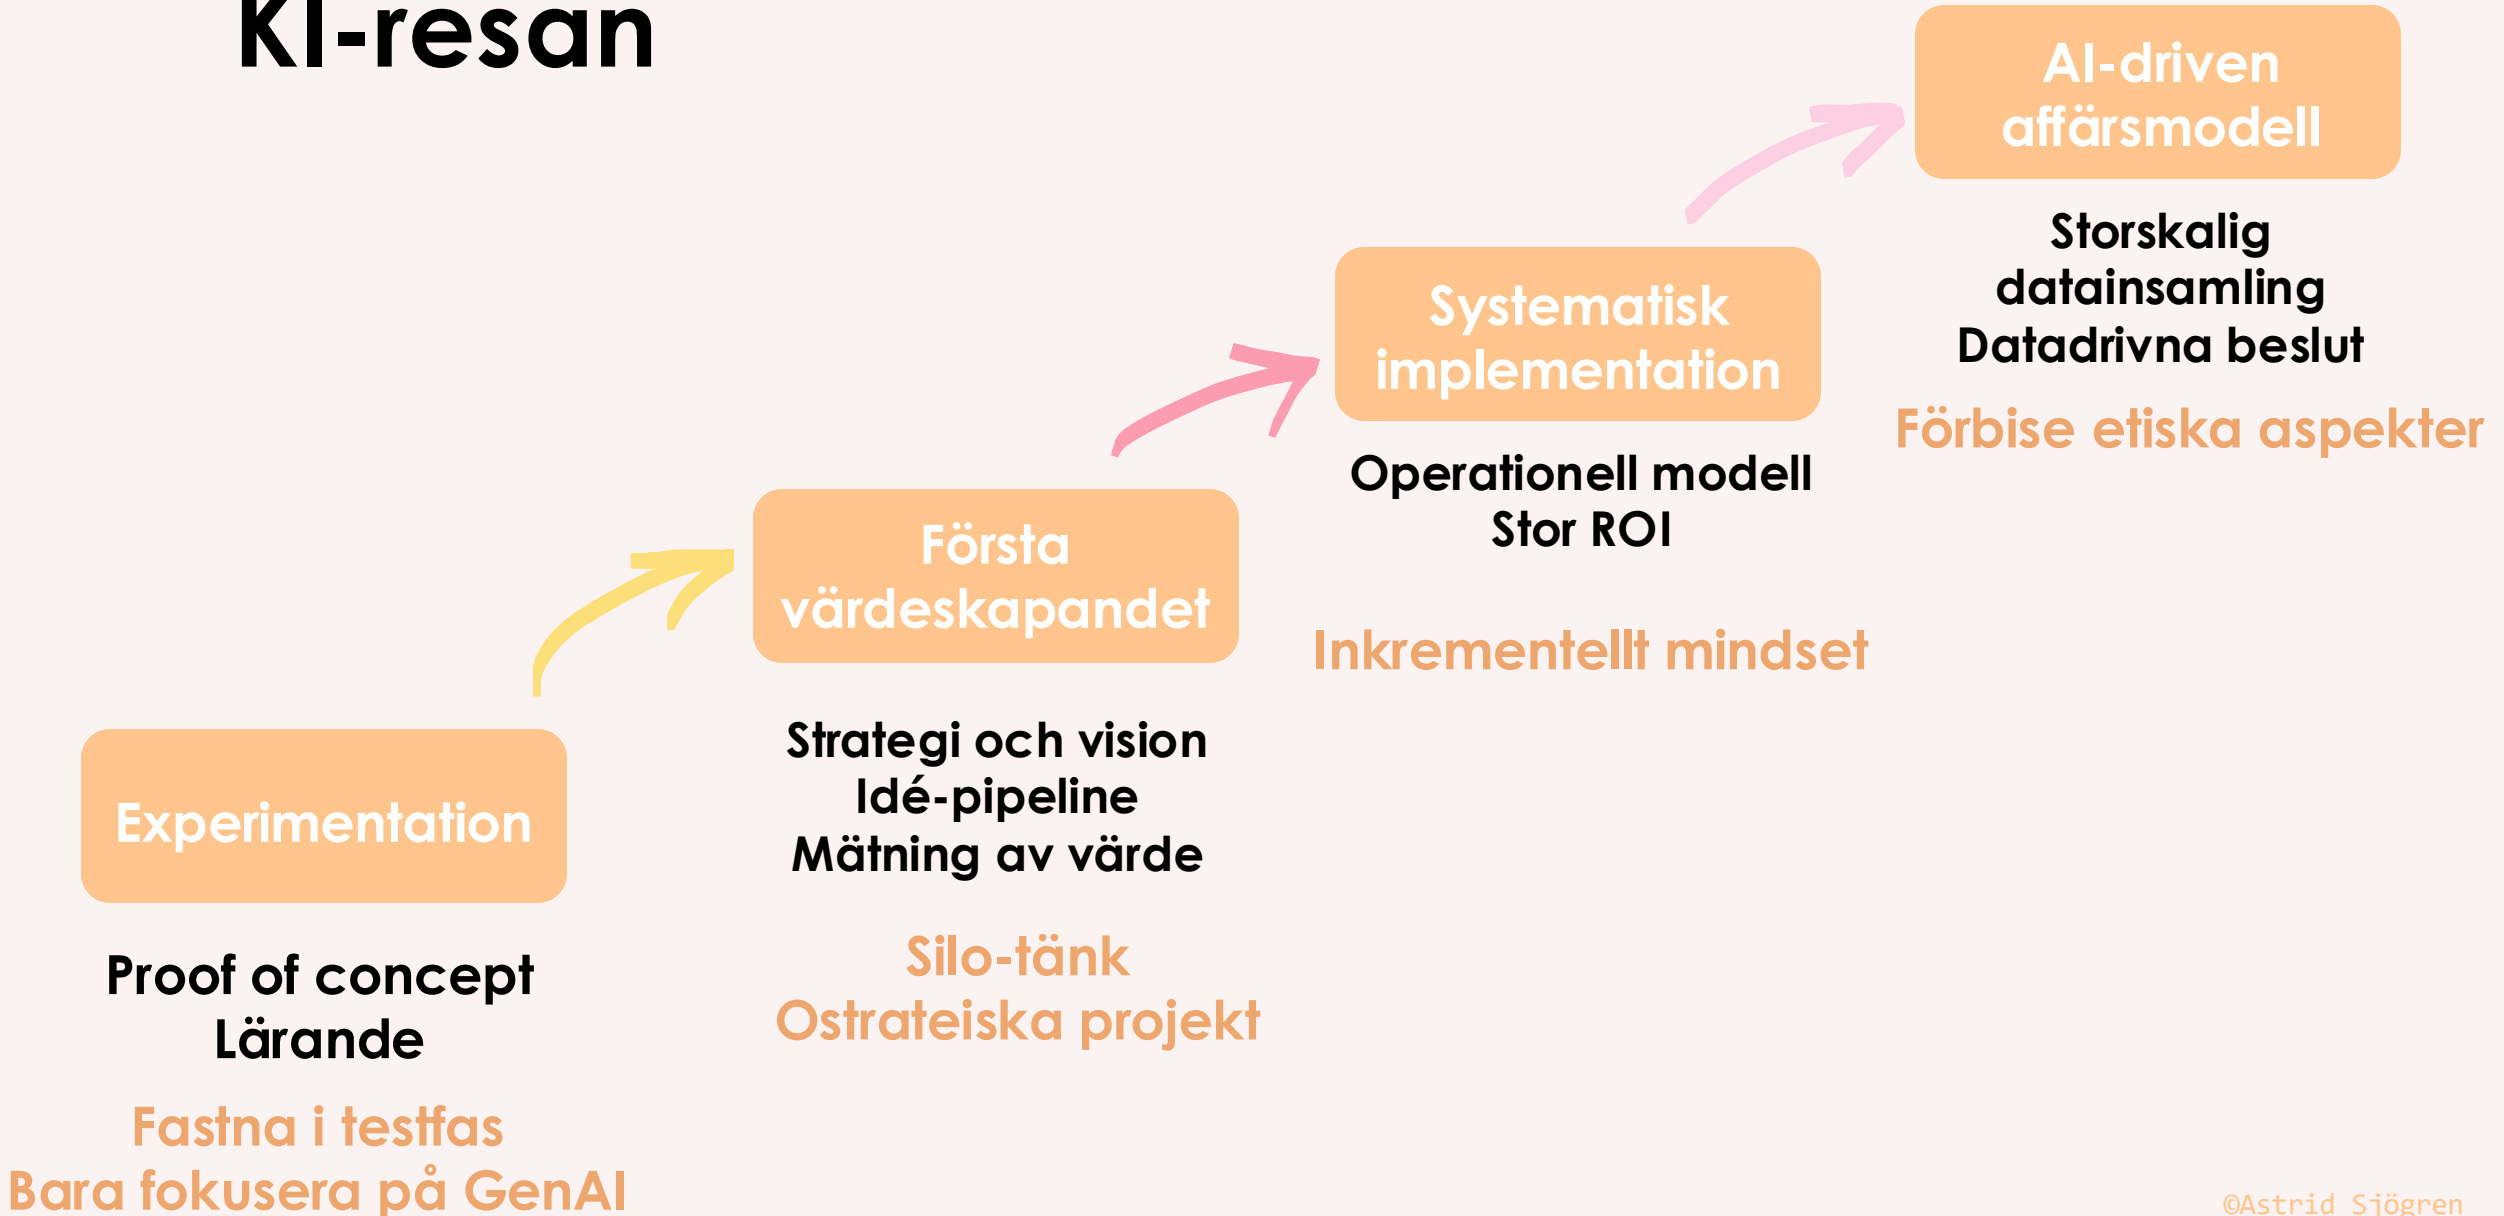 KI-resan
Experimentation
Proof of concept
Lärande
Fastna i testfas
Bara fokusera på GenAI
Första
värdeskapandet
Strategi och vision
Idé-pipeline
Mätning av värde
Silo-tänk
Ostrateiska projekt
Systematisk
implementation
Operationell modell
Stor ROI
Inkrementellt mindset
AI-driven
affärsmodell
Storskalig
datainsamling
Datadrivna beslut
Förbise etiska aspekter
©Astrid Sjögren